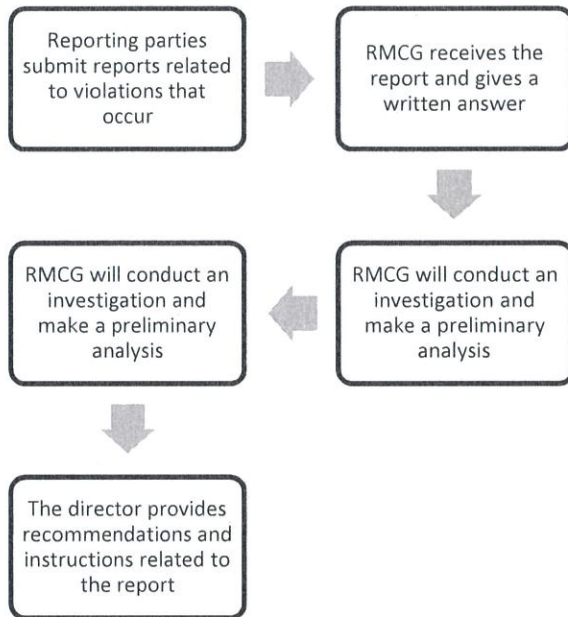 Reporting parties
submit reports related
to violations that
occur
RMCG receives the
report and gives a
written answer
RMCG will conduct an
investigation and
make a preliminary
analysis
RMCG will conduct an
investigation and
make a preliminary
analysis
The director provides
recommendations and
instructions related to
the report